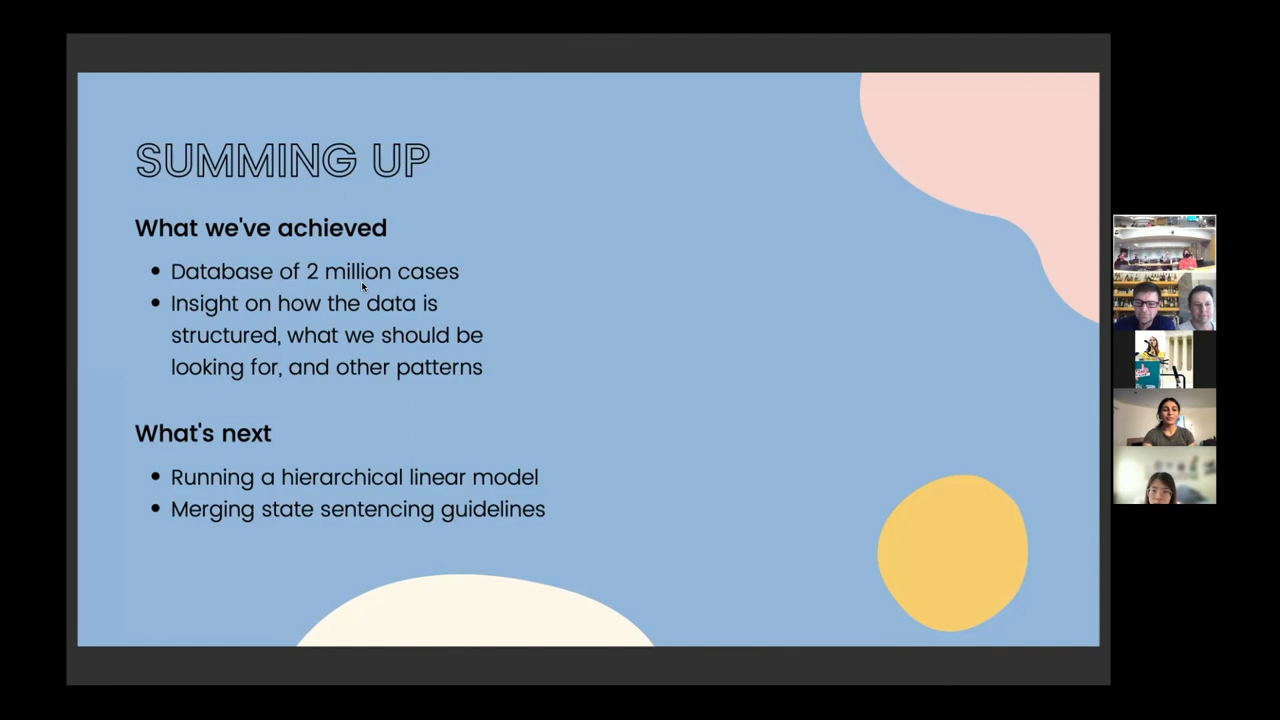 SUMMING UP
What we've achieved
• Database of 2 million cases
• Insight on how the data is
structured, what we should be
looking for, and other patterns
What's next
• Running a hierarchical linear model
• Merging state sentencing guidelines